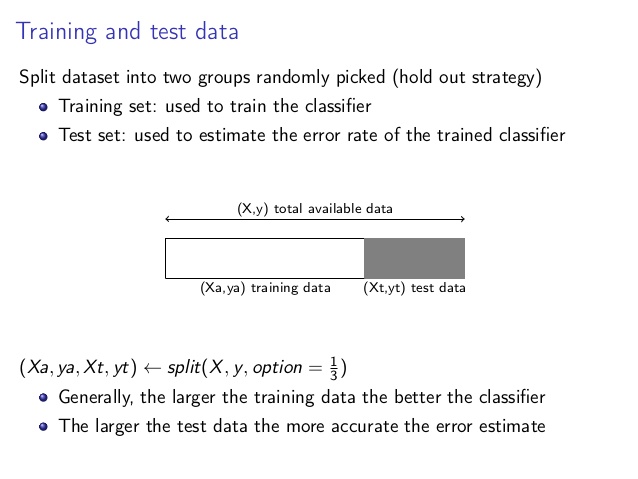 Training and test data
Split dataset into two groups randomly picked (hold out strategy)
Training set: used to train the classifier
Test set: used to estimate the error rate of the trained classifier
(X,y) total available data
(Xa,ya) training data (Xt,yt) test data
(Xa, ya, Xt, yt) ← split(X, y, option = 1/3)
Generally, the larger the training data the better the classifier
The larger the test data the more accurate the error estimate